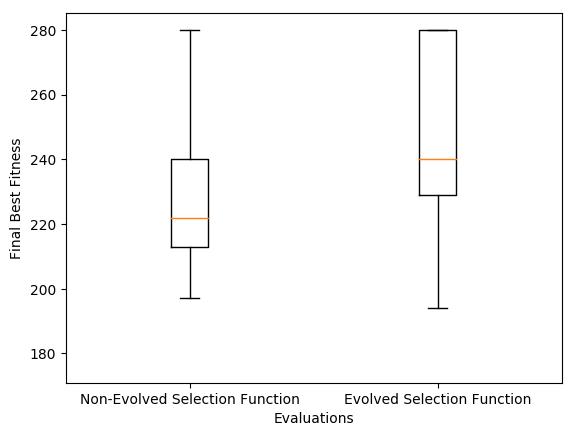 280
260
240
220
200
180
Final Best Fitness
Non-Evolved Selection Function
Evolved Selection Function
Evaluations